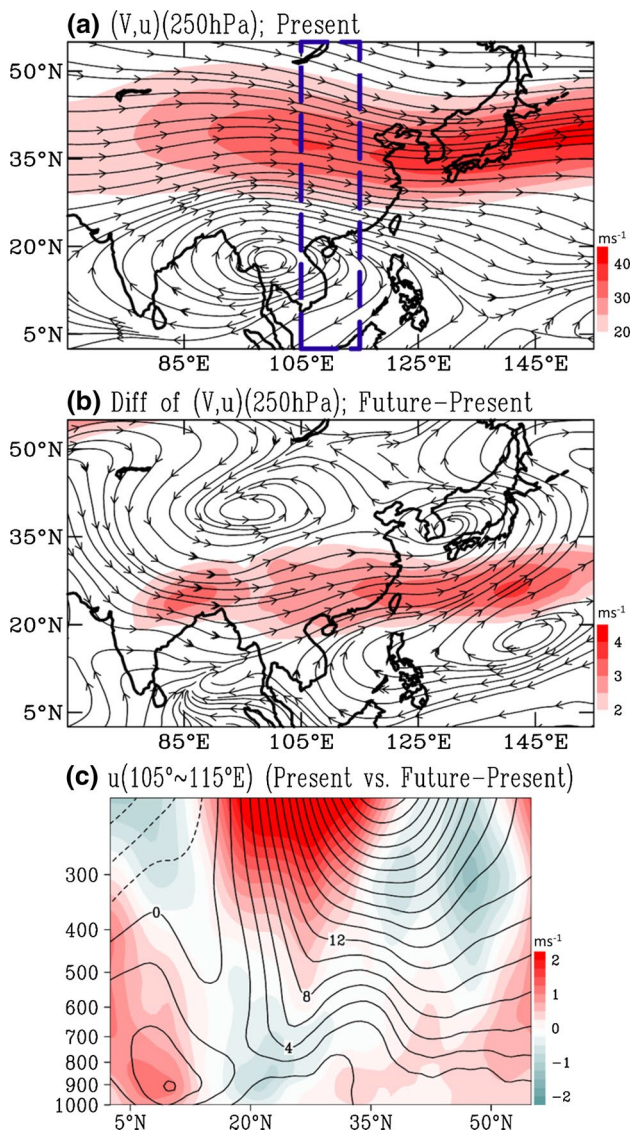 (a) (V,u)(250hPa); Present
50°N
35°N
20°N
5°N
85°E 105°E 125°E 145°E
ms⁻¹
40
30
20
(b) Diff of (V,u)(250hPa); Future-Present
50°N
35°N
20°N
5°N
85°E 105°E 125°E 145°E
ms⁻¹
4
3
2
(c) u(105°~115°E) (Present vs. Future-Present)
300
400
500
600
700
800
900
1000
0
12
8
4
5°N 20°N 35°N 50°N
ms⁻¹
2
1
0
-1
-2